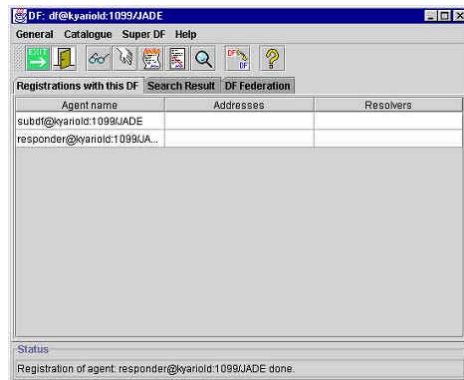 DF: df@kyariold:1099/JADE
General Catalogue Super DF Help
EXIT DF DF ?
Registrations with this DF Search Result DF Federation
Agent name Addresses Resolvers
subdf@kyariold:1099/JADE
responder@kyariold:1099/JA...
Status
Registration of agent: responder@kyariold:1099/JADE done.